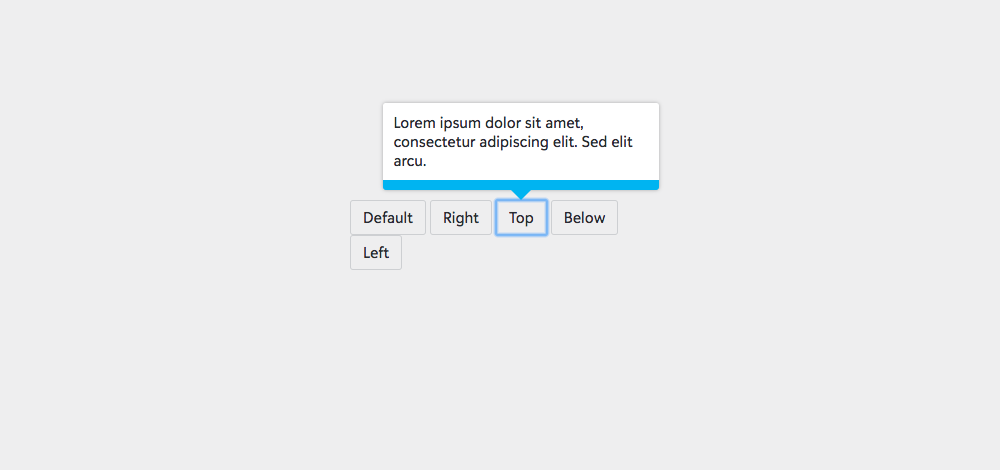 Lorem ipsum dolor sit amet,
consectetur adipiscing elit. Sed elit
arcu.
Default Right Top Below
Left